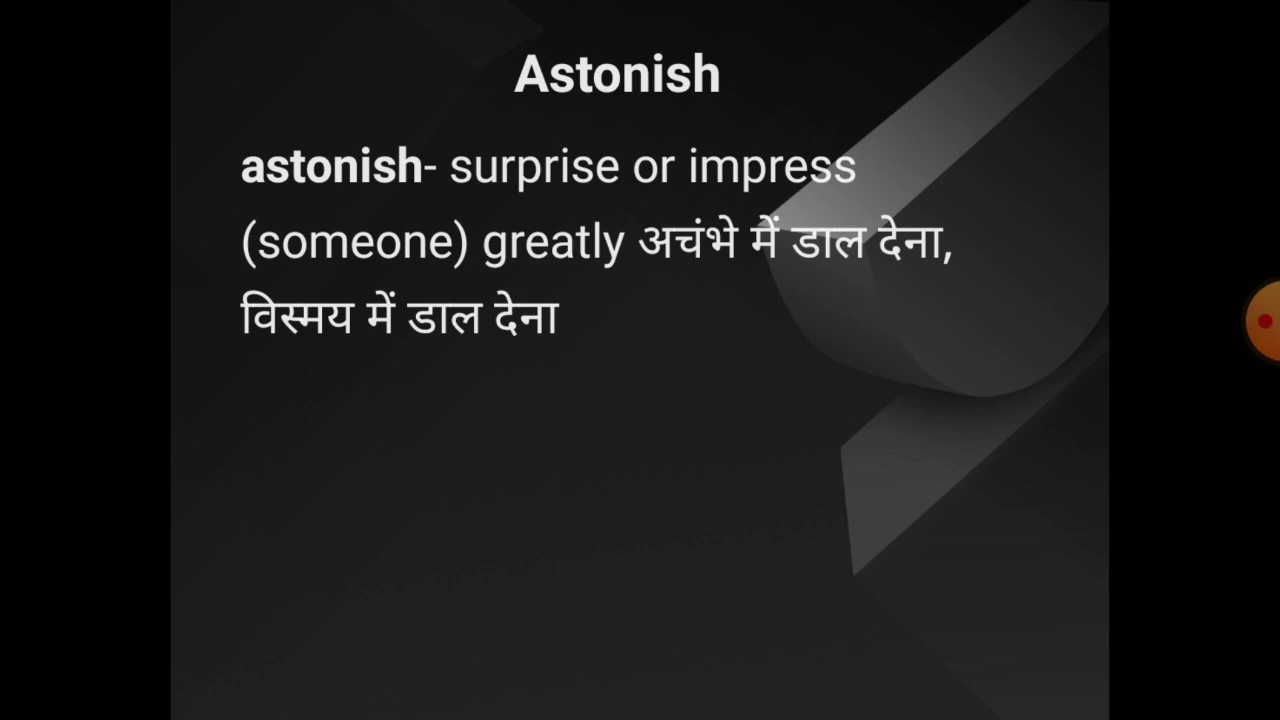 Astonish
astonish- surprise or impress
(someone) greatly अचंभे में डाल देना,
विस्मय में डाल देना